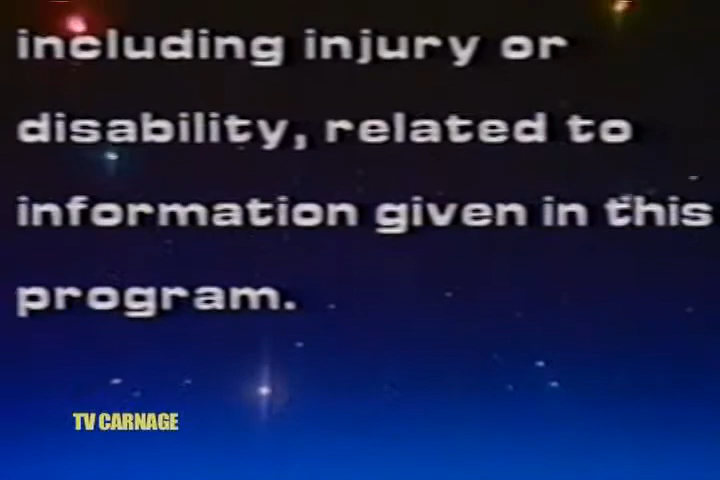 including injury or
disability, related to
information given in this
program.
TV CARNAGE